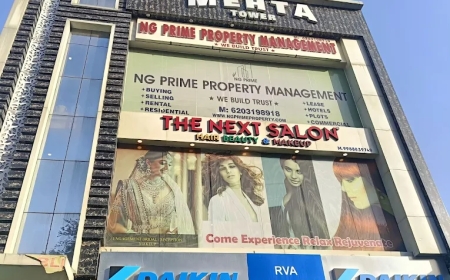 MEHTA
TOWER
NG PRIME PROPERTY MANAGEMENT
★ WE BUILD TRUST ★
NG PRIME
NG PRIME PROPERTY MANAGEMENT
★ WE BUILD TRUST ★
• BUYING
• SELLING
• RENTAL
• RESIDENTIAL
M: 6203198918
• LEASE
• HOTELS
• PLOTS
• COMMERCIAL
THE NEXT SALON
HAIR BEAUTY & MAKEUP
Come Experience Relax Rejuvenate
DAIKIN
RVA
DAIKIN